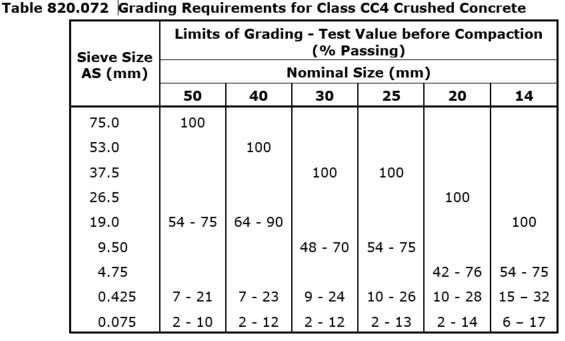 Table 820.072 Grading Requirements for Class CC4 Crushed Concrete
Sieve Size AS (mm) Limits of Grading - Test Value before Compaction (% Passing)
Nominal Size (mm)
50 40 30 25 20 14
75.0 100
53.0 100
37.5 100 100
26.5 100
19.0 54 - 75 64 - 90 100
9.50 48 - 70 54 - 75
4.75 42 - 76 54 - 75
0.425 7 - 21 7 - 23 9 - 24 10 - 26 10 - 28 15 – 32
0.075 2 - 10 2 - 12 2 - 12 2 - 13 2 - 14 6 – 17